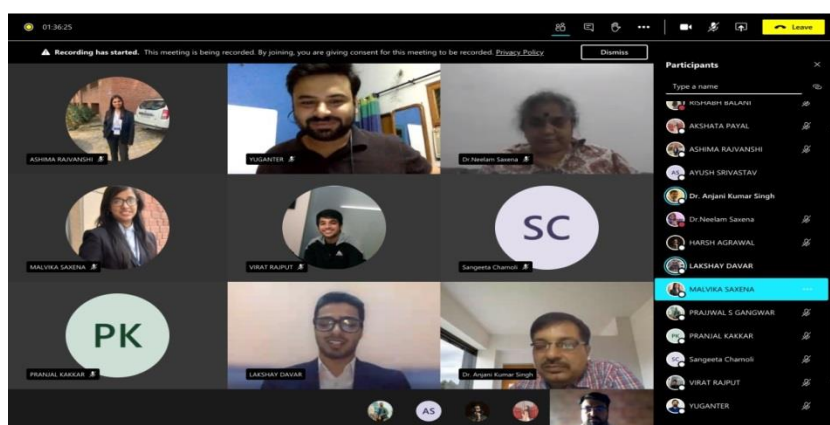 01:36:25
Leave
Recording has started. This meeting is being recorded. By joining, you are giving consent for this meeting to be recorded. Privacy Policy
Dismiss
ASHIMA RAJVANSHI
YUGANTER
Dr.Neelam Saxena
MALVIKA SAXENA
VIRAT RAJPUT
SC
Sangeeta Chamoli
PK
PRANJAL KAKKAR
LAKSHAY DAVAR
Dr. Anjani Kumar Singh
AS
Participants
Type a name
RISHABH BALANI
AKSHATA PAYAL
ASHIMA RAJVANSHI
AS
AYUSH SRIVASTAV
Dr. Anjani Kumar Singh
Dr.Neelam Saxena
HARSH AGRAWAL
LAKSHAY DAVAR
MALVIKA SAXENA
PRAJJWAL S GANGWAR
PK
PRANJAL KAKKAR
SC
Sangeeta Chamoli
VIRAT RAJPUT
YUGANTER